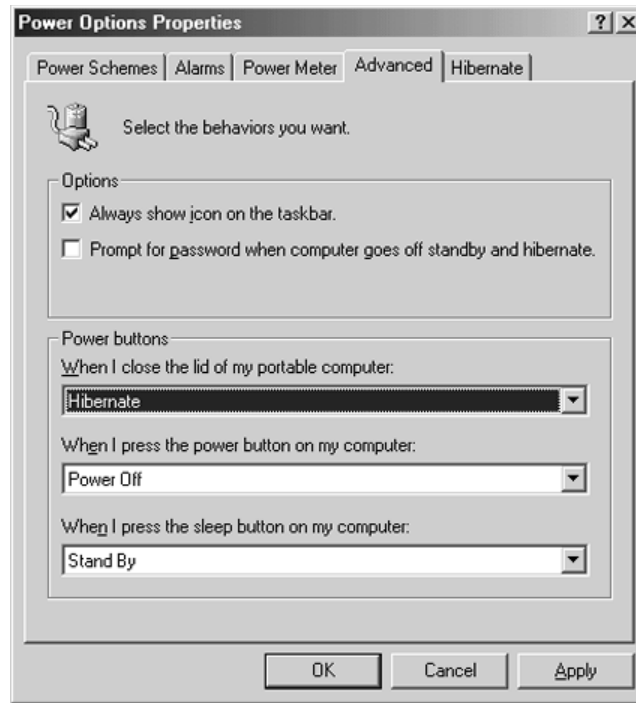 Power Options Properties
Power Schemes Alarms Power Meter Advanced Hibernate
Select the behaviors you want.
Options
Always show icon on the taskbar.
Prompt for password when computer goes off standby and hibernate.
Power buttons
When I close the lid of my portable computer:
Hibernate
When I press the power button on my computer:
Power Off
When I press the sleep button on my computer:
Stand By
OK Cancel Apply